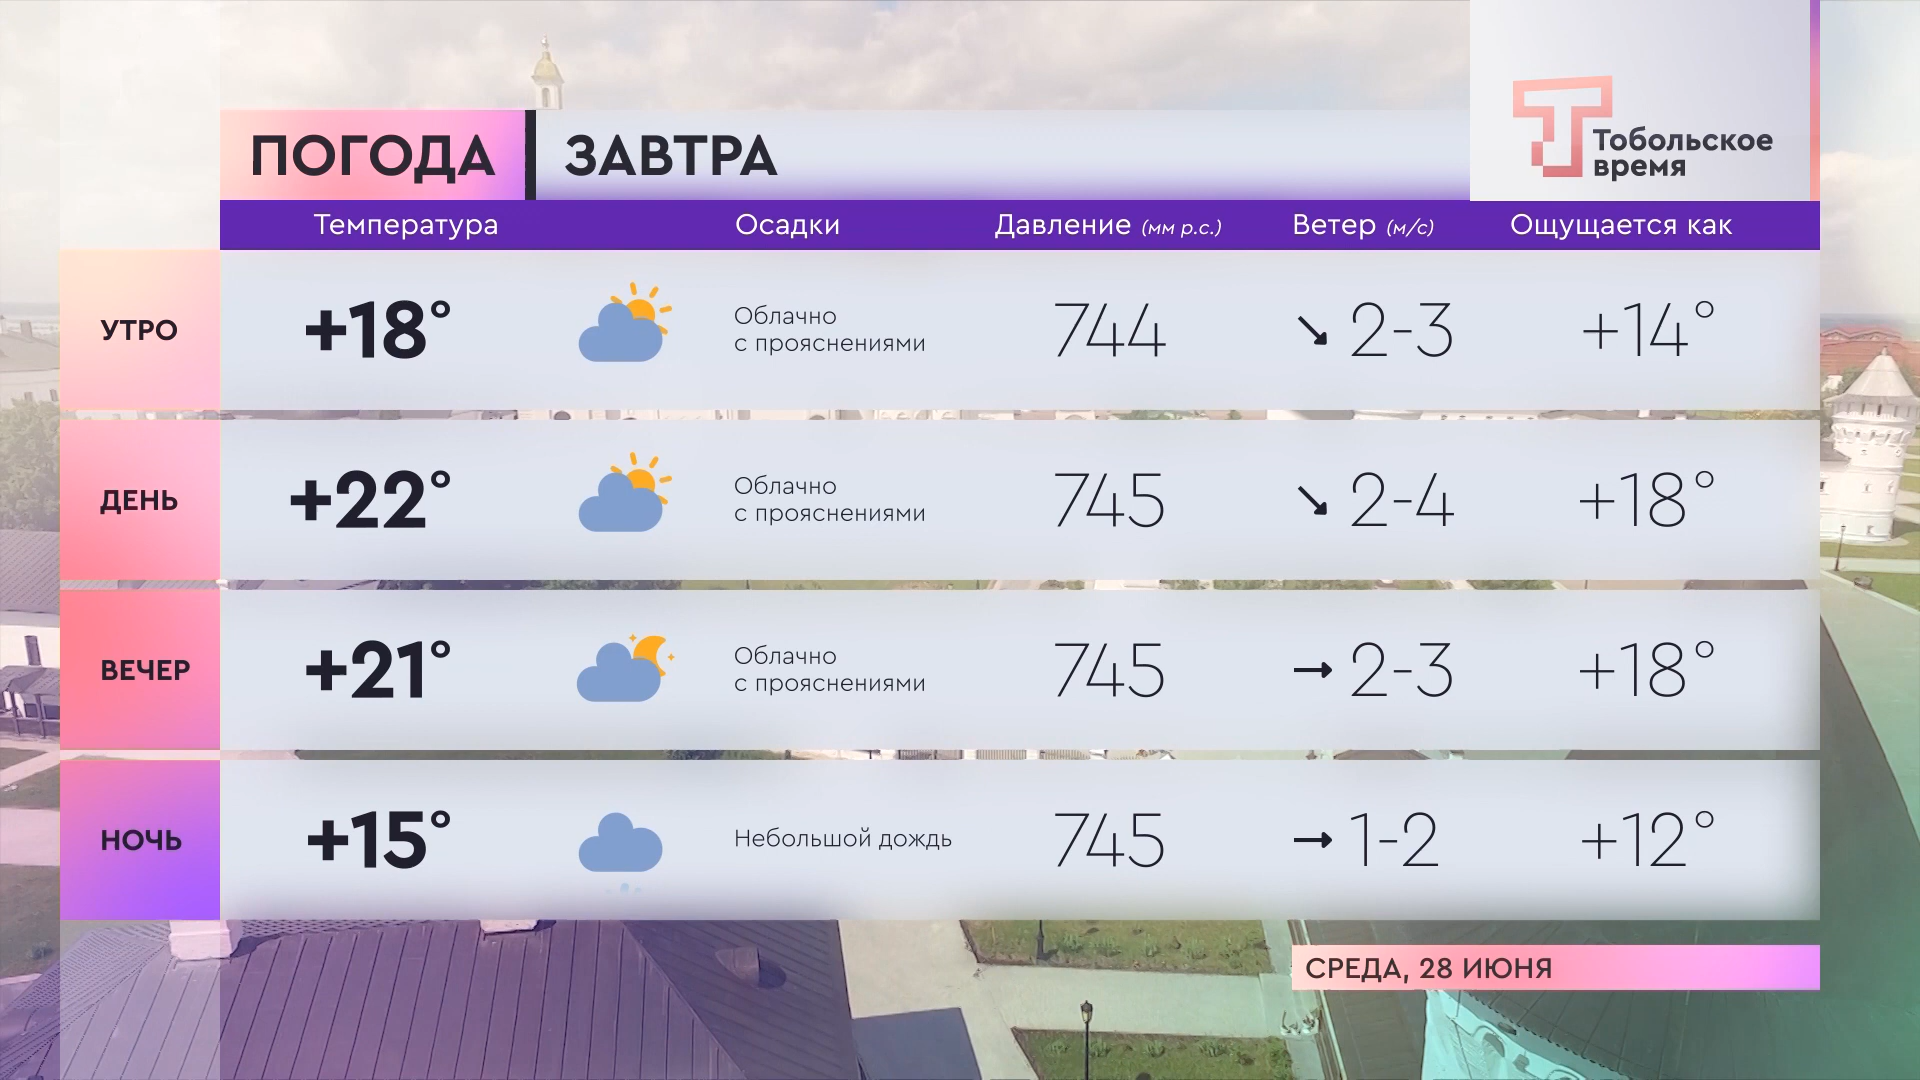 ПОГОДА ЗАВТРА
Тобольское
время
Температура Осадки Давление (мм р.с.) Ветер (м/с) Ощущается как
УТРО +18° Облачно
с прояснениями 744 2-3 +14°
ДЕНЬ +22° Облачно
с прояснениями 745 2-4 +18°
ВЕЧЕР +21° Облачно
с прояснениями 745 2-3 +18°
НОЧЬ +15° Небольшой дождь 745 1-2 +12°
СРЕДА, 28 ИЮНЯ